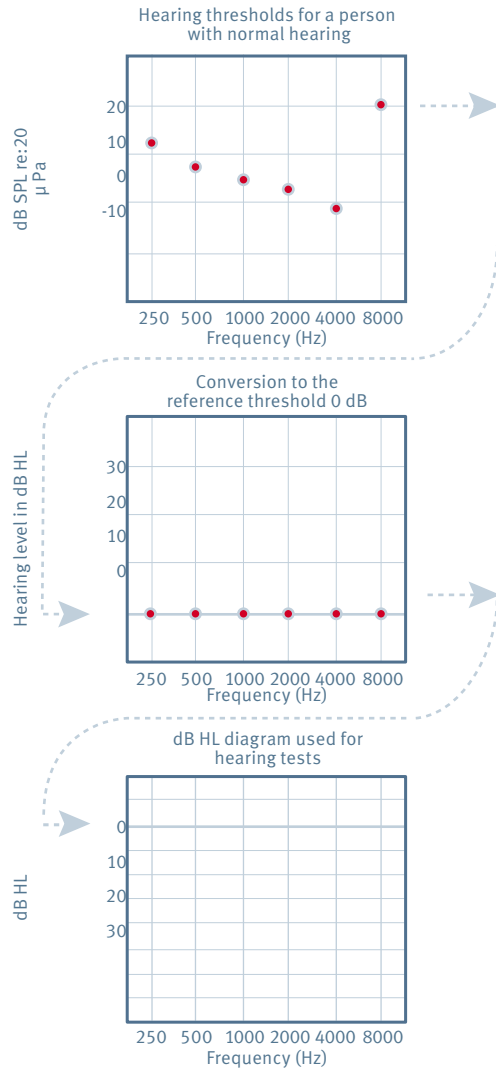 Hearing thresholds for a person
with normal hearing
dB SPL re:20
µ Pa
20
10
0
-10
250 500 1000 2000 4000 8000
Frequency (Hz)
Conversion to the
reference threshold 0 dB
Hearing level in dB HL
30
20
10
0
250 500 1000 2000 4000 8000
Frequency (Hz)
dB HL diagram used for
hearing tests
dB HL
0
10
20
30
250 500 1000 2000 4000 8000
Frequency (Hz)